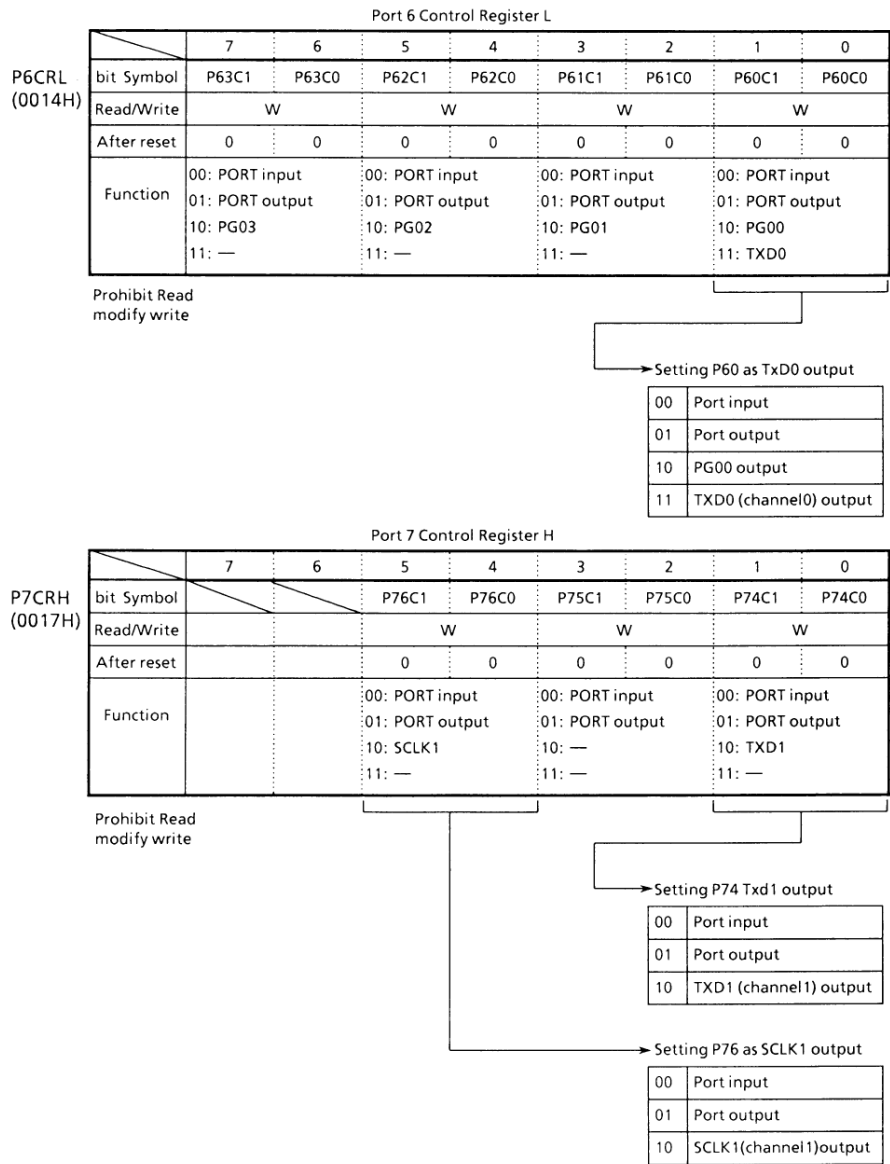 Port 6 Control Register L
7 6 5 4 3 2 1 0
P6CRL
(0014H)
bit Symbol P63C1 P63C0 P62C1 P62C0 P61C1 P61C0 P60C1 P60C0
Read/Write W W W W
After reset 0 0 0 0 0 0 0 0
Function
00: PORT input 00: PORT input 00: PORT input 00: PORT input
01: PORT output 01: PORT output 01: PORT output 01: PORT output
10: PG03 10: PG02 10: PG01 10: PG00
11: — 11: — 11: — 11: TXD0
Prohibit Read
modify write
Setting P60 as TxD0 output
00 Port input
01 Port output
10 PG00 output
11 TXD0 (channel0) output
Port 7 Control Register H
7 6 5 4 3 2 1 0
P7CRH
(0017H)
bit Symbol P76C1 P76C0 P75C1 P75C0 P74C1 P74C0
Read/Write W W W
After reset 0 0 0 0 0 0
Function
00: PORT input 00: PORT input 00: PORT input
01: PORT output 01: PORT output 01: PORT output
10: SCLK1 10: — 10: TXD1
11: — 11: — 11: —
Prohibit Read
modify write
Setting P74 Txd1 output
00 Port input
01 Port output
10 TXD1 (channel1) output
Setting P76 as SCLK1 output
00 Port input
01 Port output
10 SCLK1(channel1)output